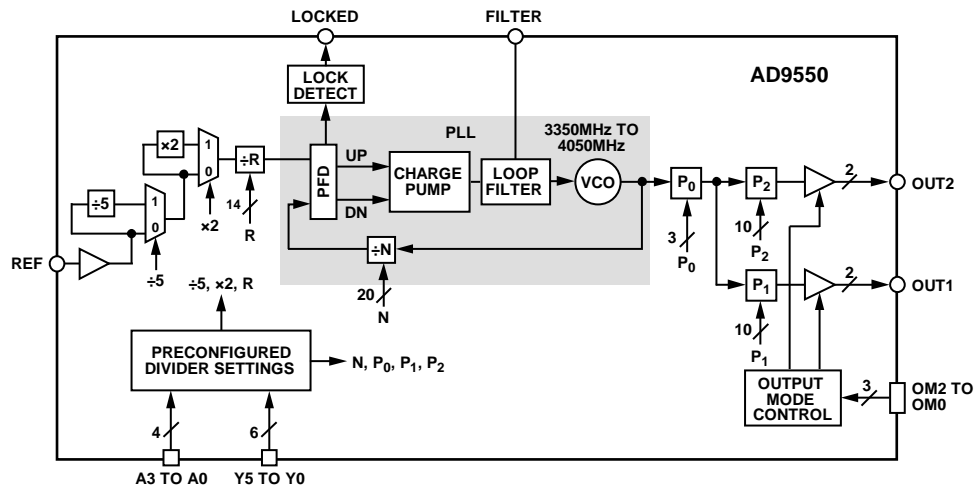 LOCKED
FILTER
AD9550
LOCK
DETECT
PLL
3350MHz TO
4050MHz
×2
1
0
÷R
14
R
×2
PFD
UP
DN
CHARGE
PUMP
LOOP
FILTER
VCO
P0
3
P0
P2
10
P2
2
OUT2
÷5
1
0
÷5
REF
÷N
20
N
P1
10
P1
2
OUT1
÷5, ×2, R
PRECONFIGURED
DIVIDER SETTINGS
N, P0, P1, P2
OUTPUT
MODE
CONTROL
3
OM2 TO
OM0
4
6
A3 TO A0
Y5 TO Y0